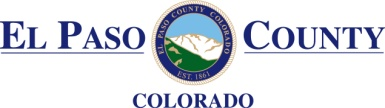 EL PASO COUNTY
EL PASO COUNTY COLORADO
EST. 1861
COLORADO